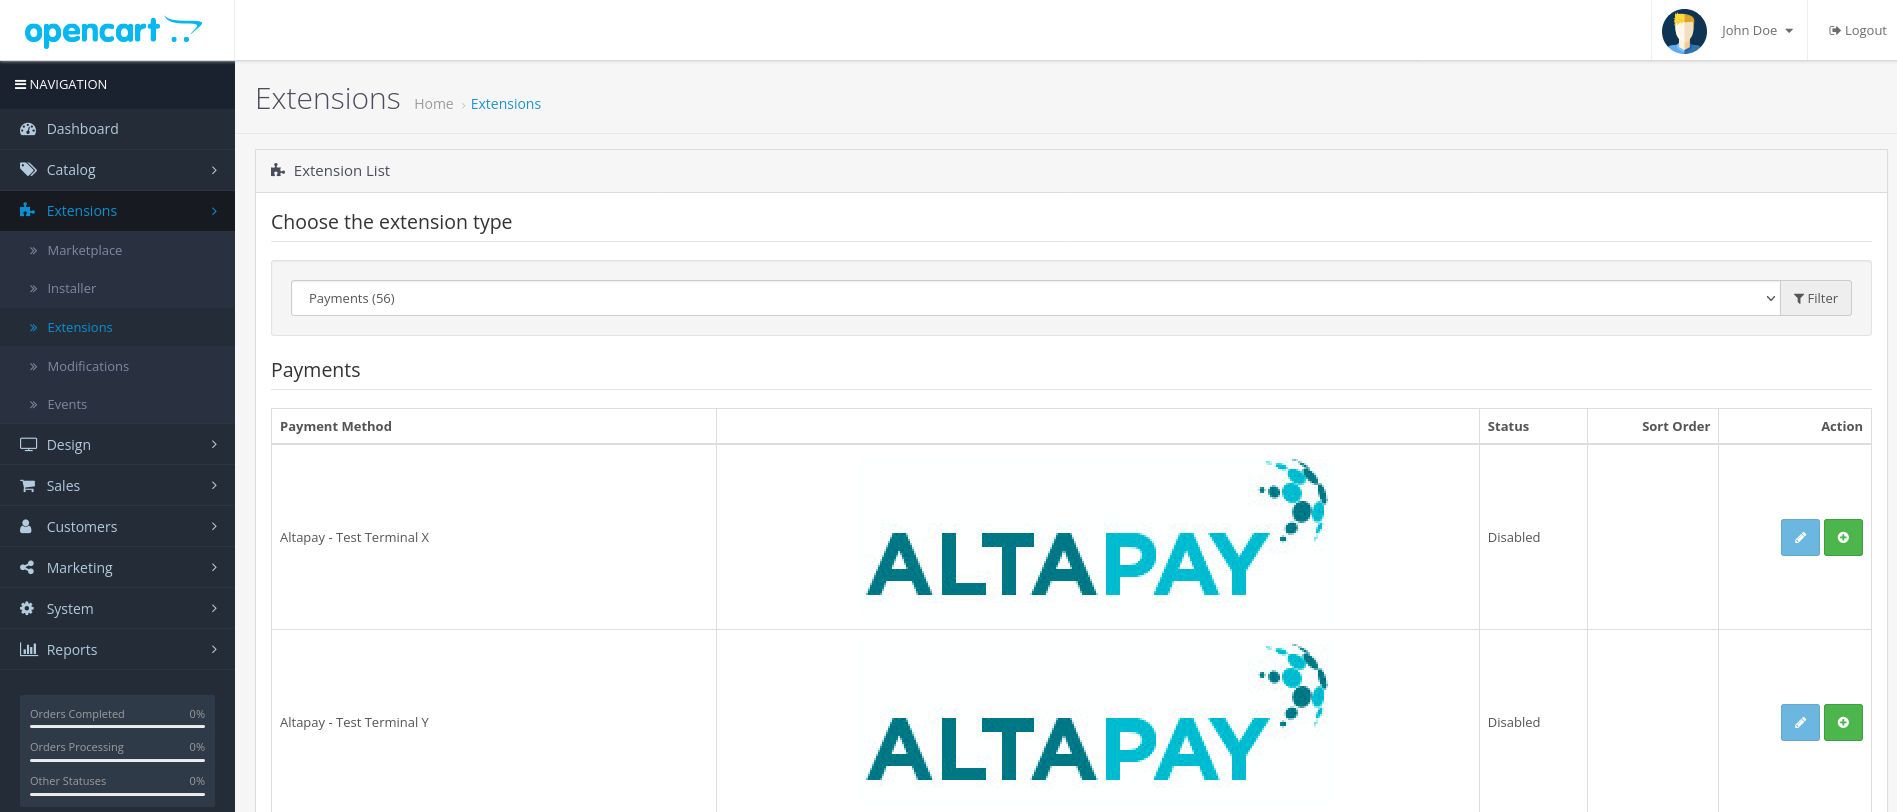 opencart
John Doe
Logout
NAVIGATION
Dashboard
Catalog
Extensions
Marketplace
Installer
Extensions
Modifications
Events
Design
Sales
Customers
Marketing
System
Reports
Orders Completed 0%
Orders Processing 0%
Other Statuses 0%
Extensions Home › Extensions
Extension List
Choose the extension type
Payments (56) Filter
Payments
Payment Method Status Sort Order Action
Altapay - Test Terminal X ALTAPAY Disabled
Altapay - Test Terminal Y ALTAPAY Disabled